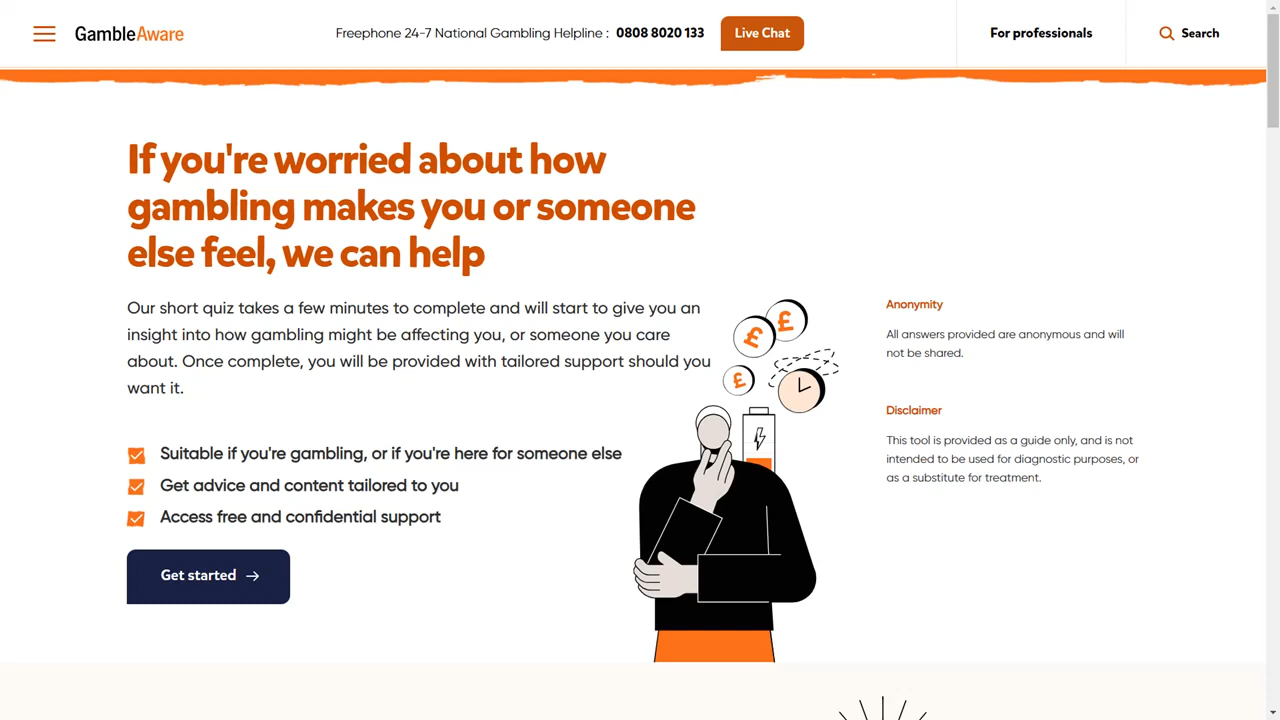 GambleAware
Freephone 24-7 National Gambling Helpline : 0808 8020 133
Live Chat
For professionals
Search
If you're worried about how
gambling makes you or someone
else feel, we can help
Our short quiz takes a few minutes to complete and will start to give you an
insight into how gambling might be affecting you, or someone you care
about. Once complete, you will be provided with tailored support should you
want it.
Suitable if you're gambling, or if you're here for someone else
Get advice and content tailored to you
Access free and confidential support
Get started →
£
£
£
Anonymity
All answers provided are anonymous and will
not be shared.
Disclaimer
This tool is provided as a guide only, and is not
intended to be used for diagnostic purposes, or
as a substitute for treatment.